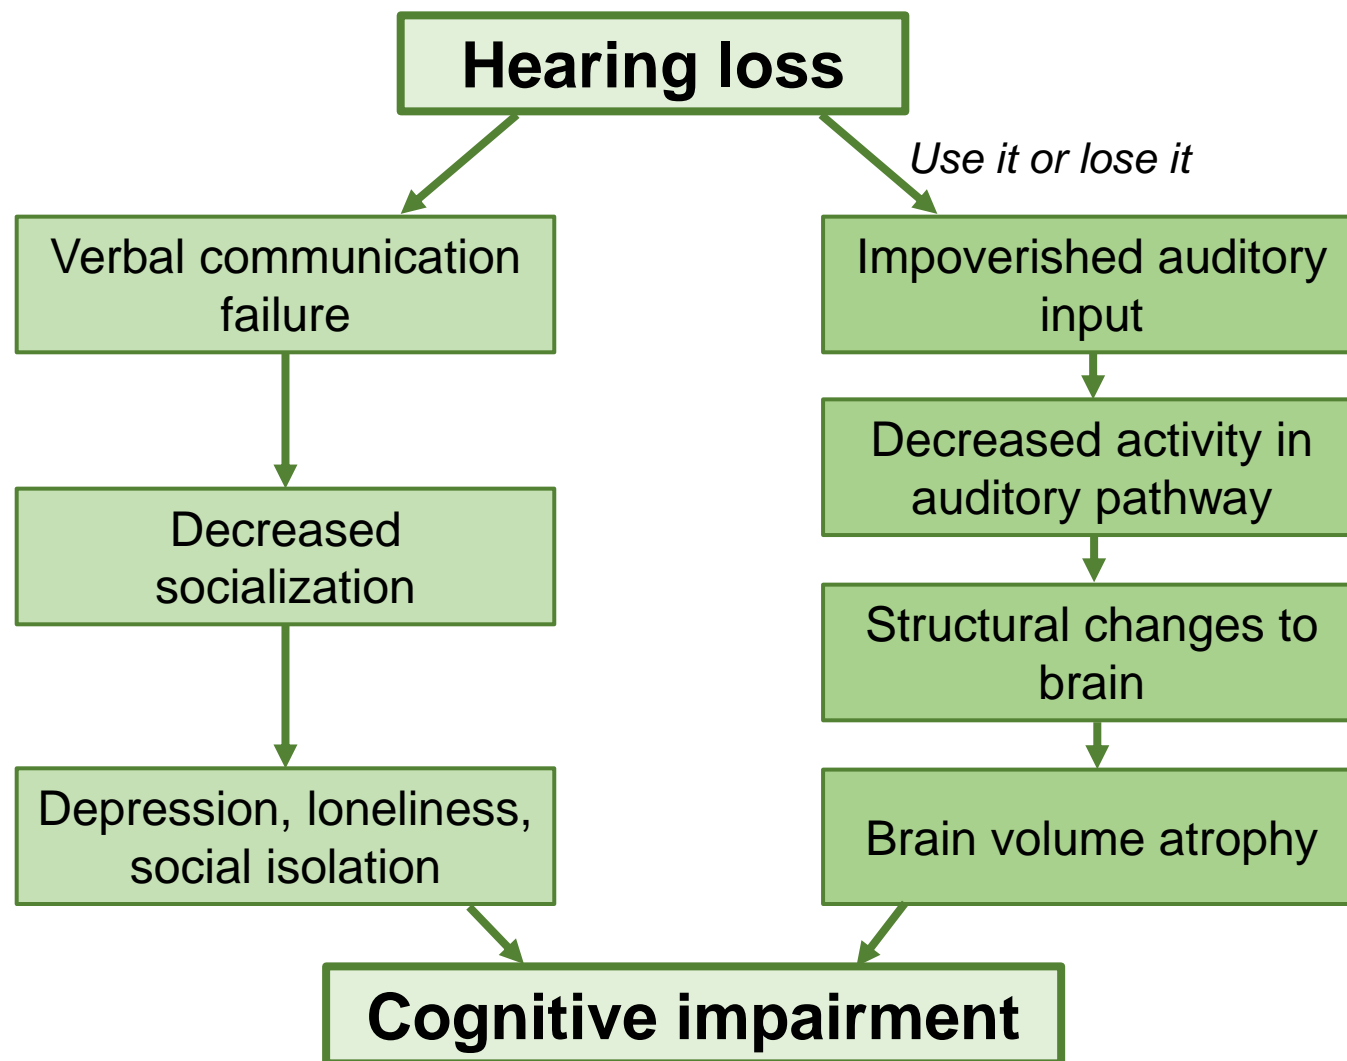 Hearing loss
Use it or lose it
Verbal communication
failure
Decreased
socialization
Depression, loneliness,
social isolation
Impoverished auditory
input
Decreased activity in
auditory pathway
Structural changes to
brain
Brain volume atrophy
Cognitive impairment